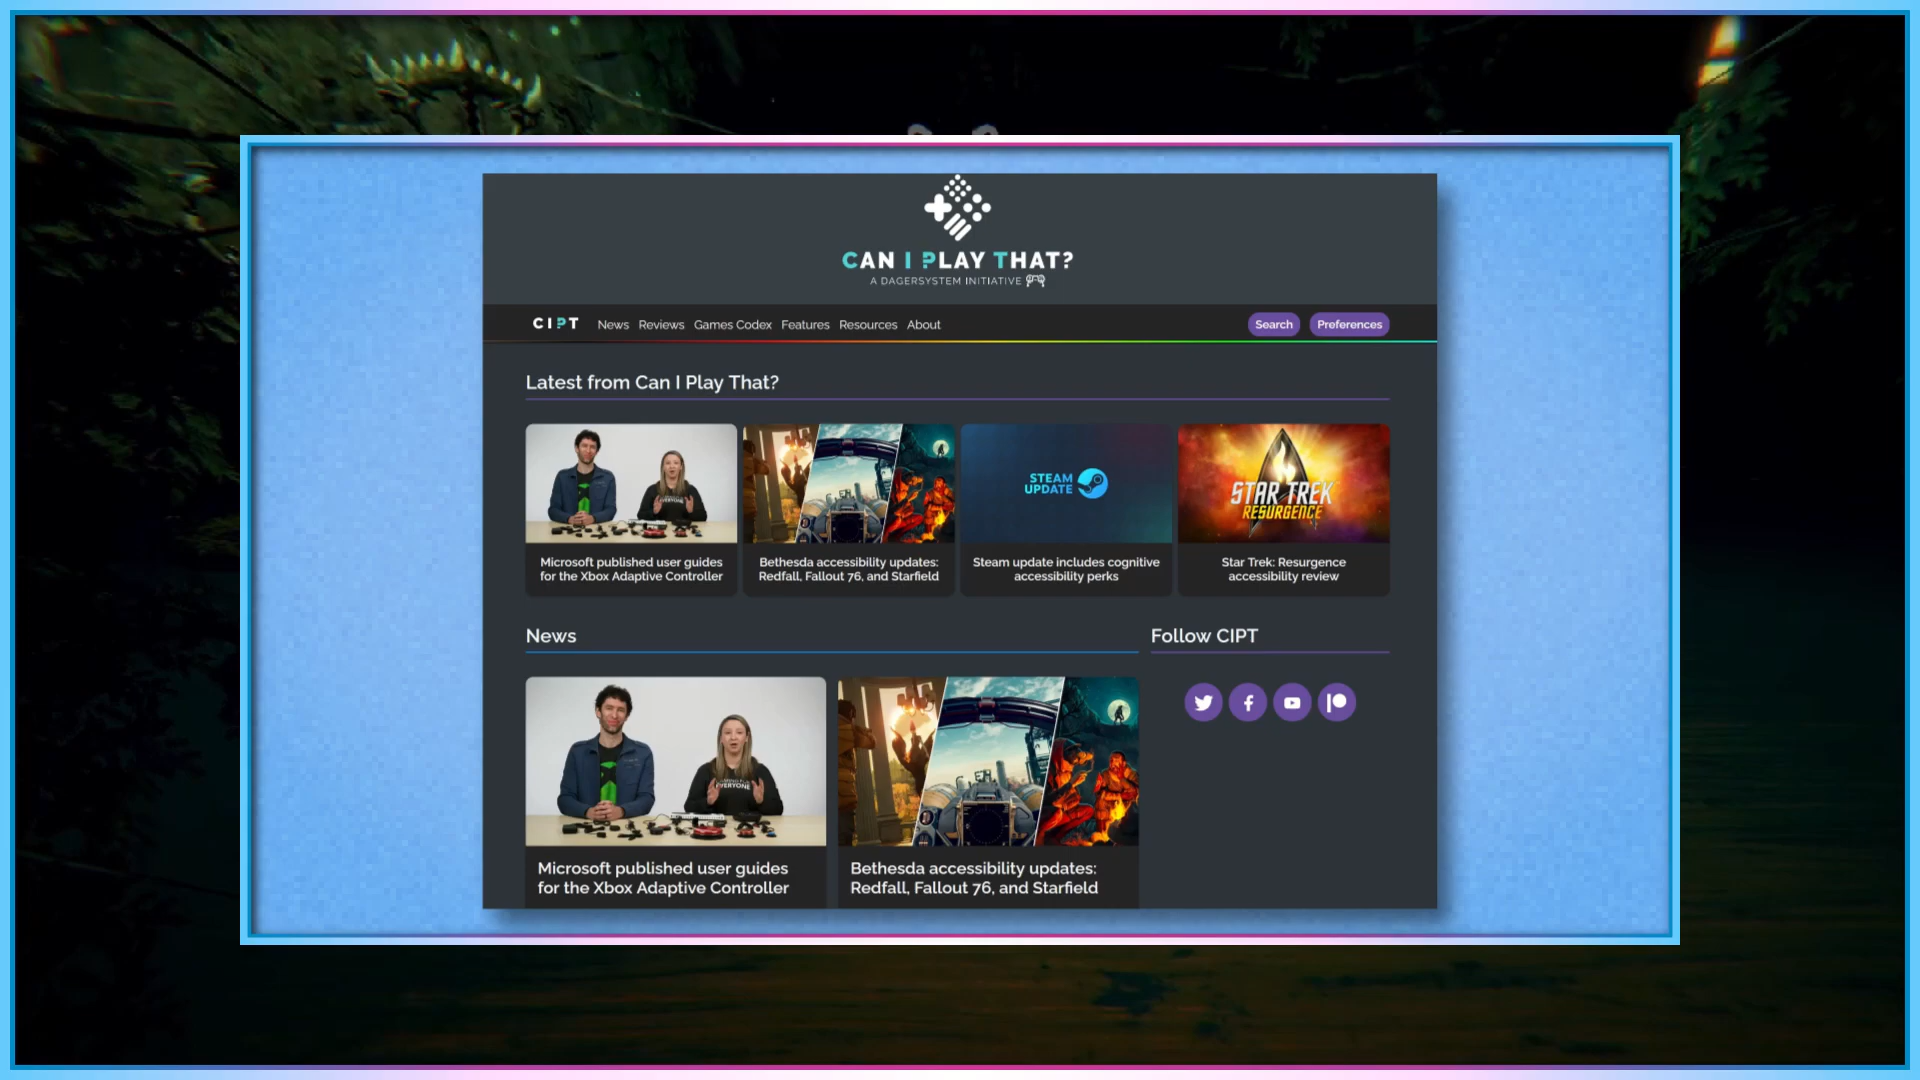 CAN I PLAY THAT?
A DAGERSYSTEM INITIATIVE
CIPT News Reviews Games Codex Features Resources About Search Preferences
Latest from Can I Play That?
EVERYONE
STEAM
UPDATE
STAR TREK
RESURGENCE
Microsoft published user guides
for the Xbox Adaptive Controller
Bethesda accessibility updates:
Redfall, Fallout 76, and Starfield
Steam update includes cognitive
accessibility perks
Star Trek: Resurgence
accessibility review
News
Follow CIPT
EVERYONE
Microsoft published user guides
for the Xbox Adaptive Controller
Bethesda accessibility updates:
Redfall, Fallout 76, and Starfield